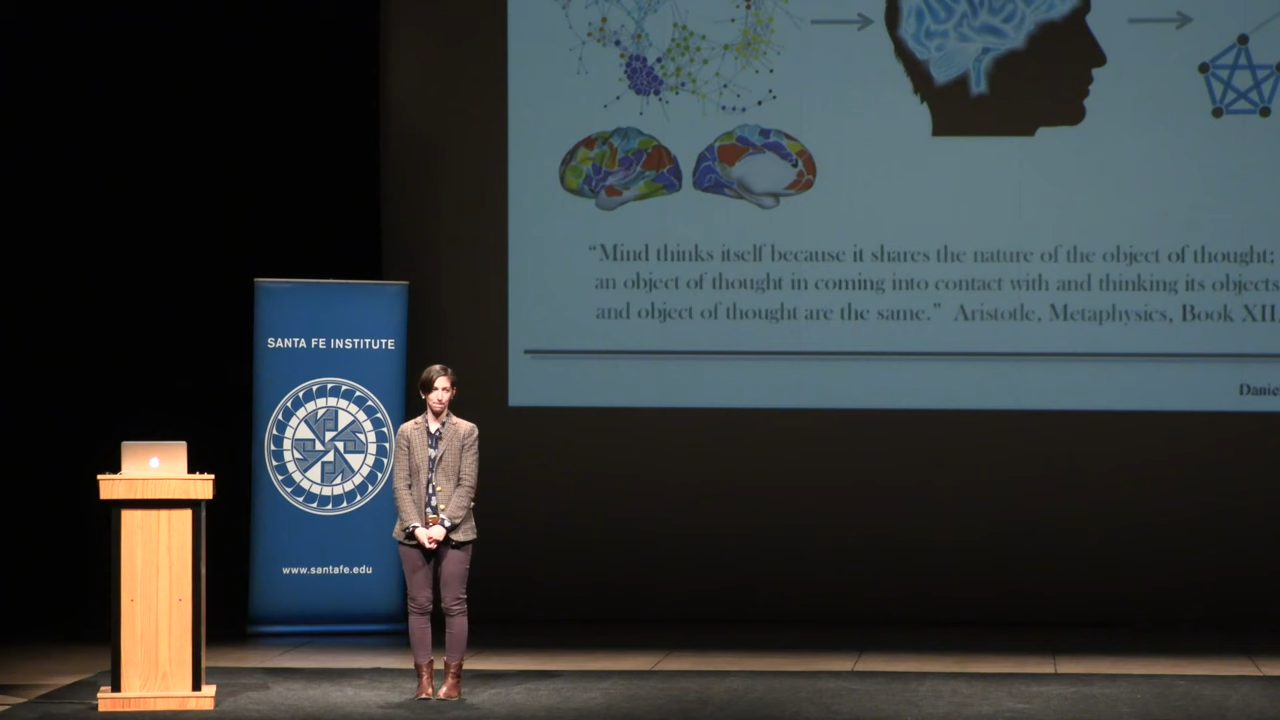 “Mind thinks itself because it shares the nature of the object of thought;
an object of thought in coming into contact with and thinking its objects
and object of thought are the same.” Aristotle, Metaphysics, Book XII,
Danie
SANTA FE INSTITUTE
www.santafe.edu